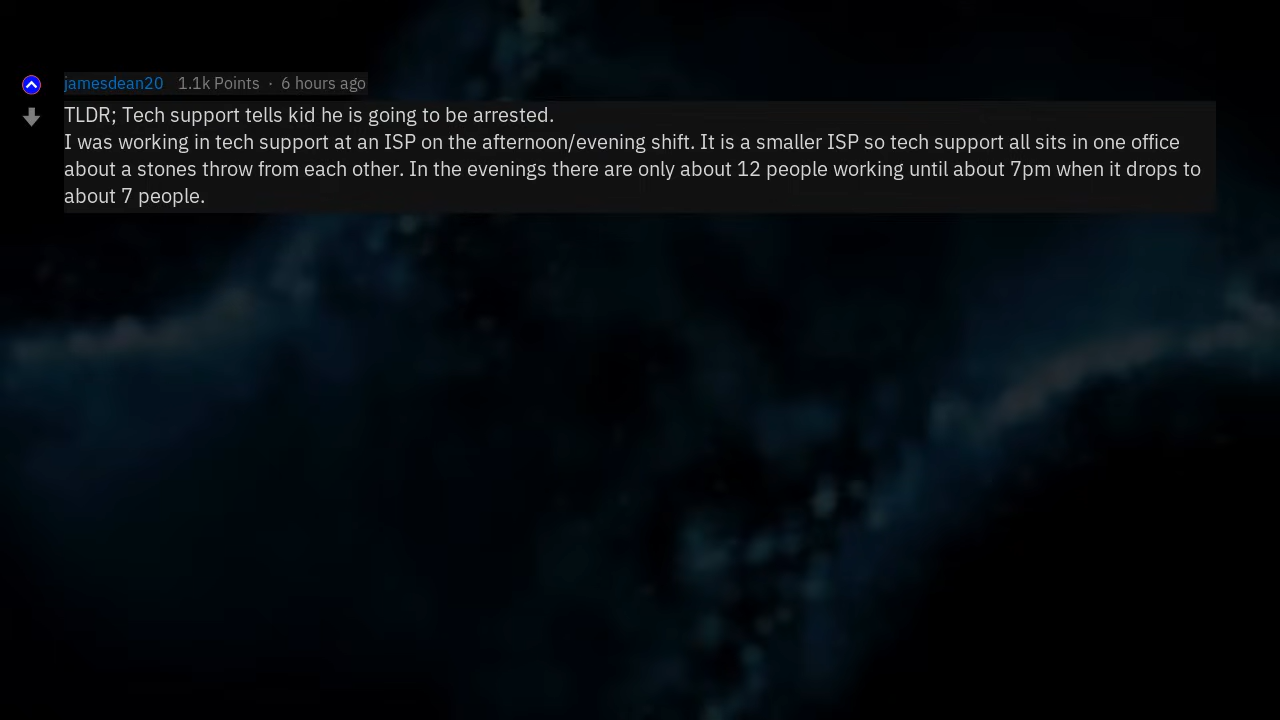 jamesdean20 1.1k Points · 6 hours ago
TLDR; Tech support tells kid he is going to be arrested.
I was working in tech support at an ISP on the afternoon/evening shift. It is a smaller ISP so tech support all sits in one office
about a stones throw from each other. In the evenings there are only about 12 people working until about 7pm when it drops to
about 7 people.